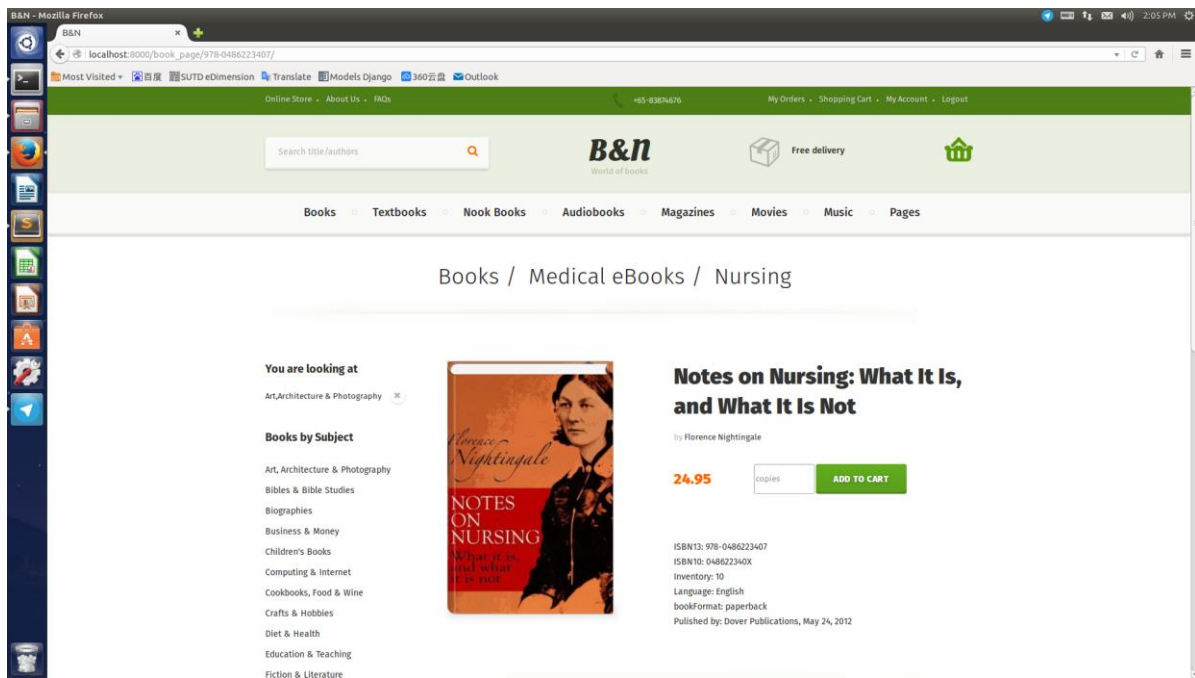 B&N - Mozilla Firefox
2:05 PM
B&N
localhost:8000/book_page/978-0486223407/
Most Visited 百度 SUTD eDimension Translate Models Django 360云盘 Outlook
Online Store About Us FAQs +65-83874676 My Orders Shopping Cart My Account Logout
Search title/authors
B&N
World of books
Free delivery
Books Textbooks Nook Books Audiobooks Magazines Movies Music Pages
Books / Medical eBooks / Nursing
You are looking at
Art,Architecture & Photography
Books by Subject
Art, Architecture & Photography
Bibles & Bible Studies
Biographies
Business & Money
Children's Books
Computing & Internet
Cookbooks, Food & Wine
Crafts & Hobbies
Diet & Health
Education & Teaching
Fiction & Literature
Florence
Nightingale
NOTES
ON
NURSING
What it is,
and what
it is not
Notes on Nursing: What It Is,
and What It Is Not
by Florence Nightingale
24.95
copies
ADD TO CART
ISBN13: 978-0486223407
ISBN10: 048622340X
Inventory: 10
Language: English
bookFormat: paperback
Pulished by: Dover Publications, May 24, 2012